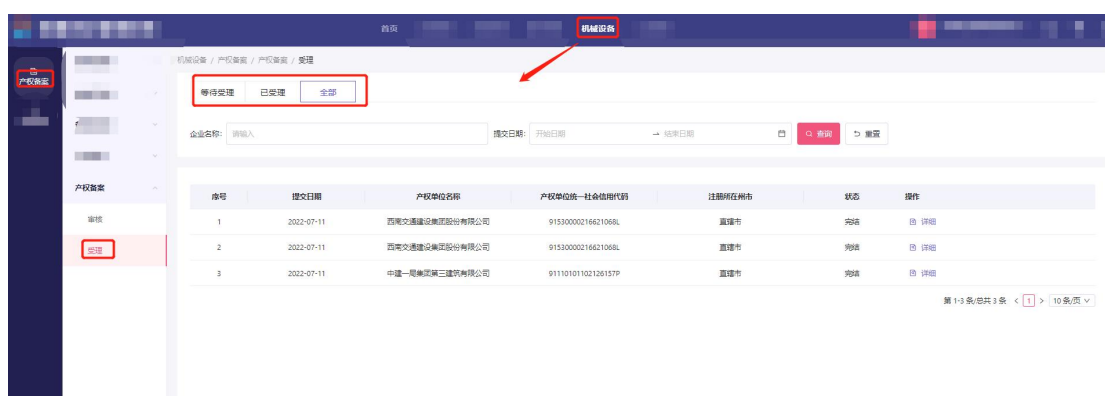 首页 机械设备
产权备案
机械设备 / 产权备案 / 产权备案 / 受理
等待受理 已受理 全部
企业名称: 请输入 提交日期: 开始日期 → 结束日期 查询 重置
产权备案
审核
受理
序号 提交日期 产权单位名称 产权单位统一社会信用代码 注册所在州市 状态 操作
1 2022-07-11 西南交通建设集团股份有限公司 91530000216621068L 直辖市 完结 详细
2 2022-07-11 西南交通建设集团股份有限公司 91530000216621068L 直辖市 完结 详细
3 2022-07-11 中建一局集团第三建筑有限公司 91110101102126157P 直辖市 完结 详细
第 1-3 条/总共 3 条 < 1 > 10 条/页